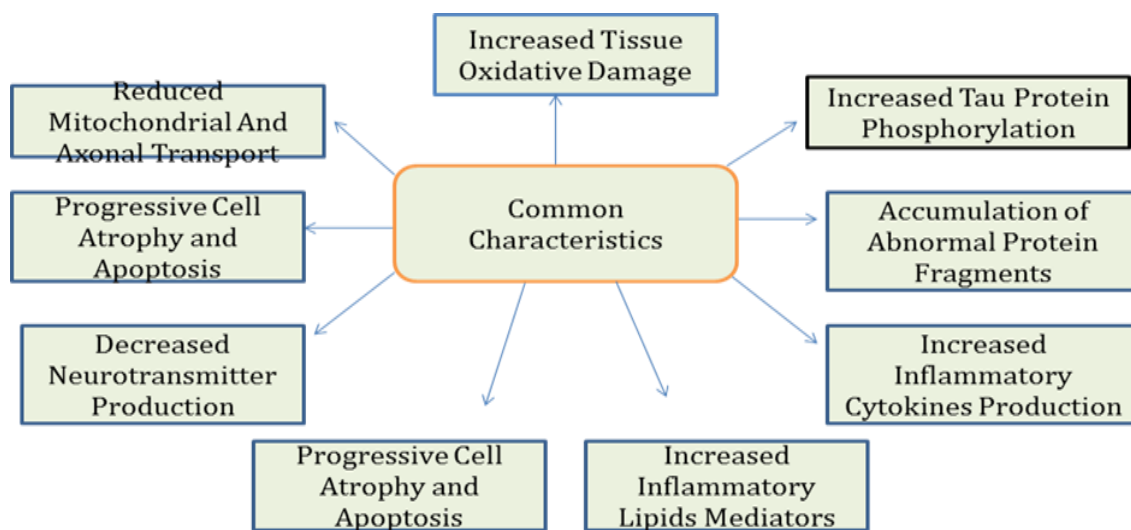 Increased Tissue
Oxidative Damage
Reduced
Mitochondrial And
Axonal Transport
Increased Tau Protein
Phosphorylation
Common
Characteristics
Progressive Cell
Atrophy and
Apoptosis
Accumulation of
Abnormal Protein
Fragments
Decreased
Neurotransmitter
Production
Increased
Inflammatory
Cytokines Production
Progressive Cell
Atrophy and
Apoptosis
Increased
Inflammatory
Lipids Mediators